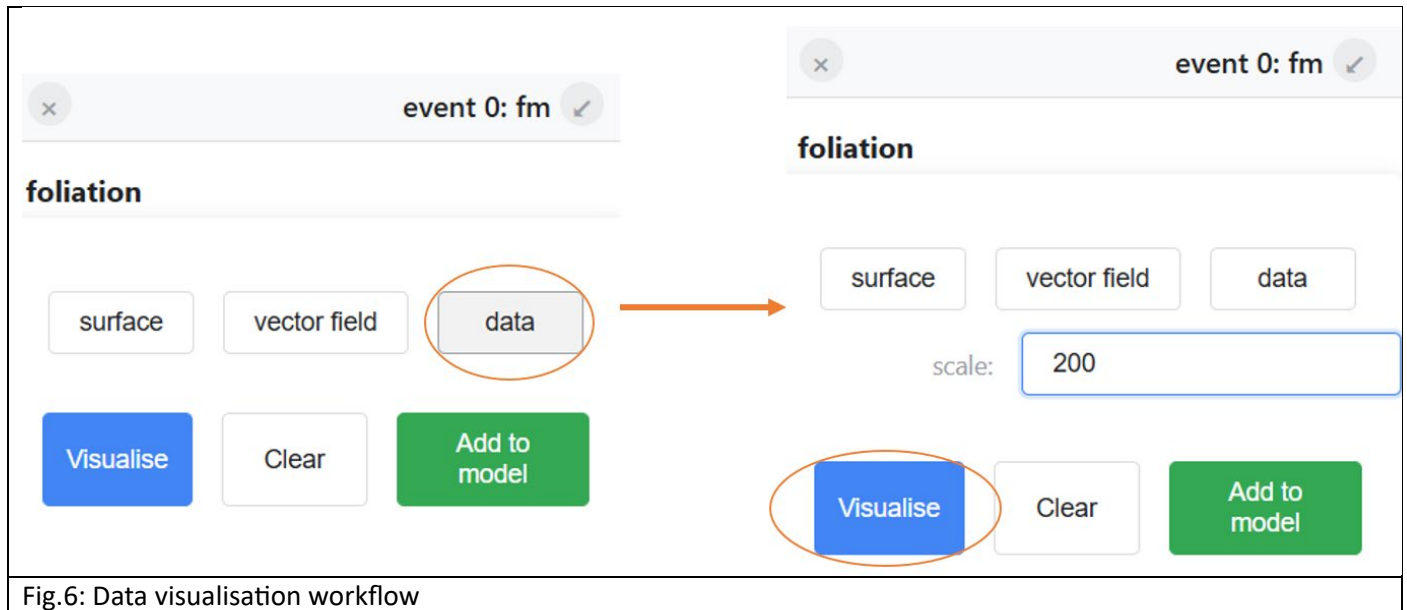 event 0: fm
foliation
surface vector field data
Visualise Clear Add to
model
event 0: fm
foliation
surface vector field data
scale: 200
Visualise Clear Add to
model
Fig.6: Data visualisation workflow